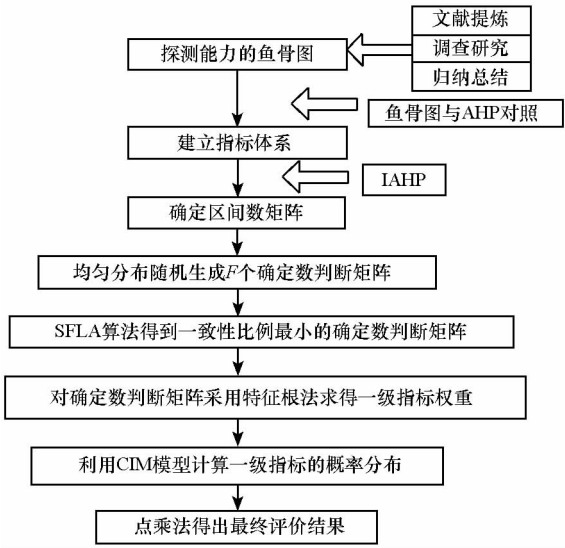 文献提炼
探测能力的鱼骨图
调查研究
归纳总结
鱼骨图与AHP对照
建立指标体系
IAHP
确定区间数矩阵
均匀分布随机生成F个确定数判断矩阵
SFLA算法得到一致性比例最小的确定数判断矩阵
对确定数判断矩阵采用特征根法求得一级指标权重
利用CIM模型计算一级指标的概率分布
点乘法得出最终评价结果